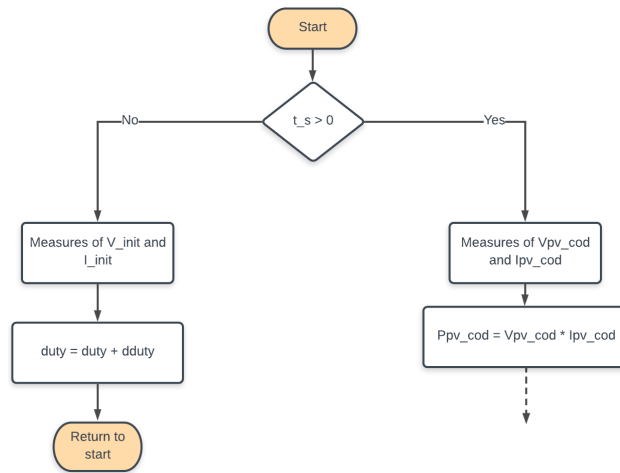 Start
t_s > 0
No
Yes
Measures of V_init and
I_init
Measures of Vpv_cod
and Ipv_cod
duty = duty + dduty
Ppv_cod = Vpv_cod * Ipv_cod
Return to
start